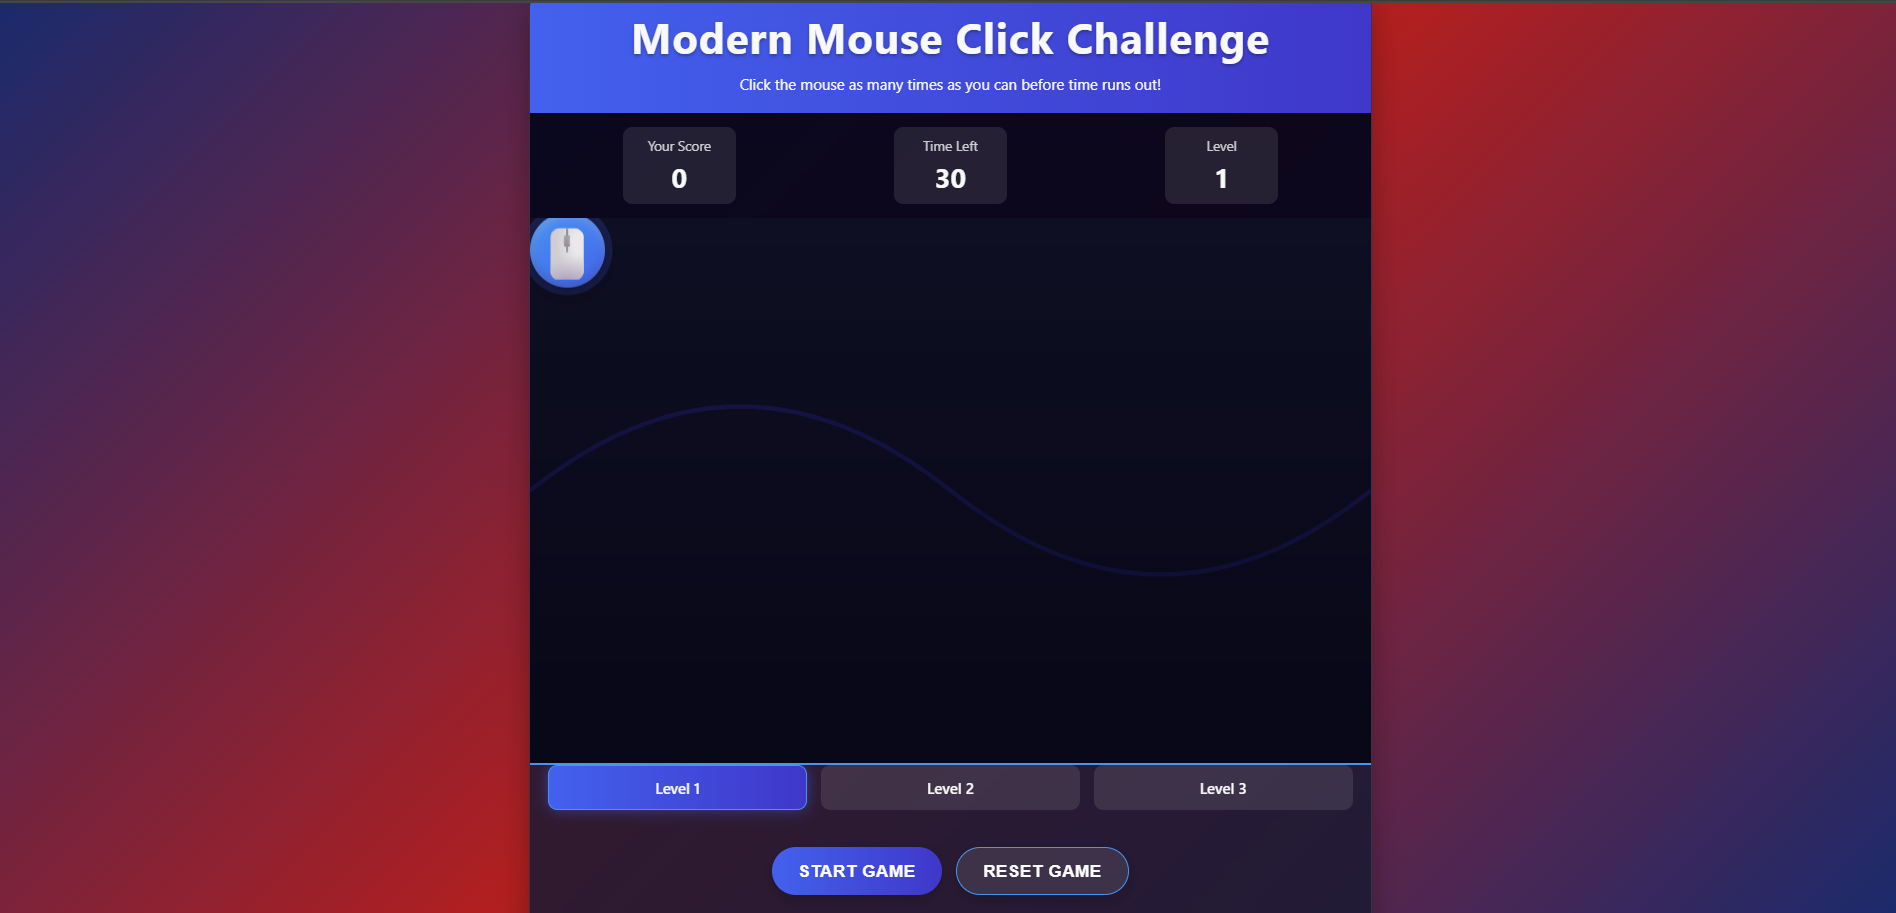 Modern Mouse Click Challenge
Click the mouse as many times as you can before time runs out!
Your Score
0
Time Left
30
Level
1
Level 1
Level 2
Level 3
START GAME
RESET GAME